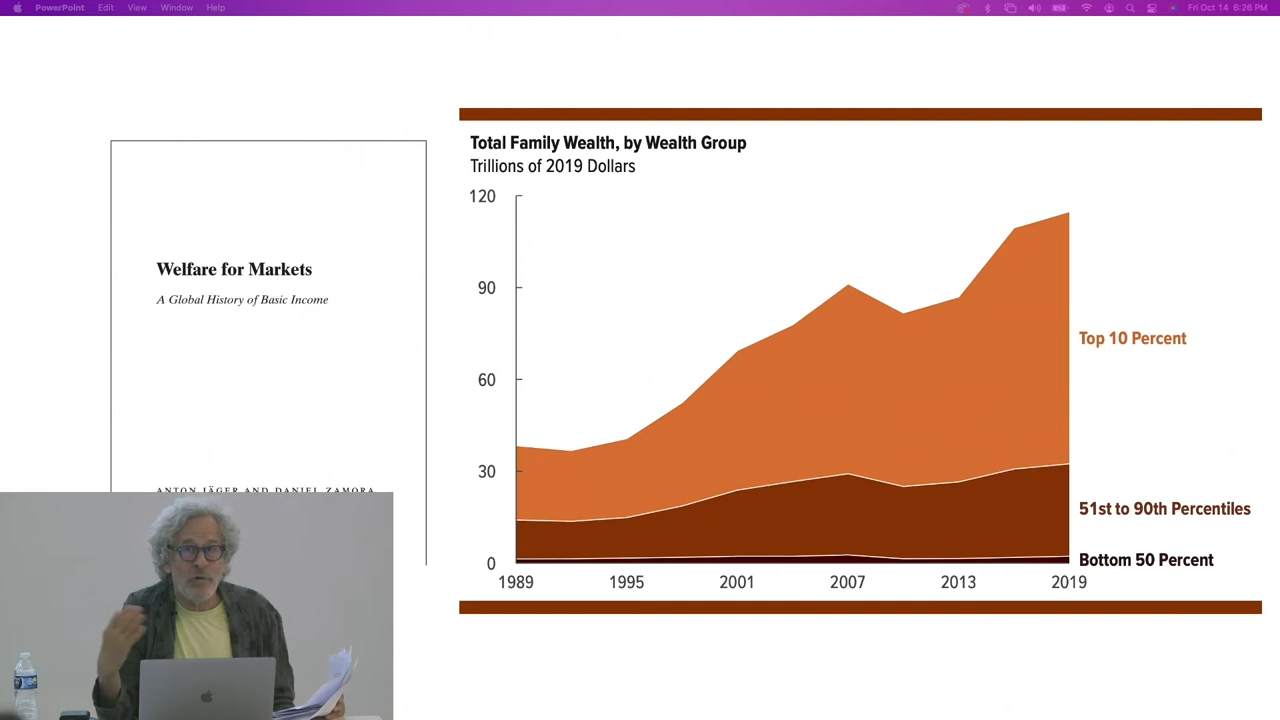 PowerPoint Edit View Window Help
Fri Oct 14 6:26 PM
Welfare for Markets
A Global History of Basic Income
ANTON JÄGER AND DANIEL ZAMORA
Total Family Wealth, by Wealth Group
Trillions of 2019 Dollars
120
90
60
30
0
1989 1995 2001 2007 2013 2019
Top 10 Percent
51st to 90th Percentiles
Bottom 50 Percent